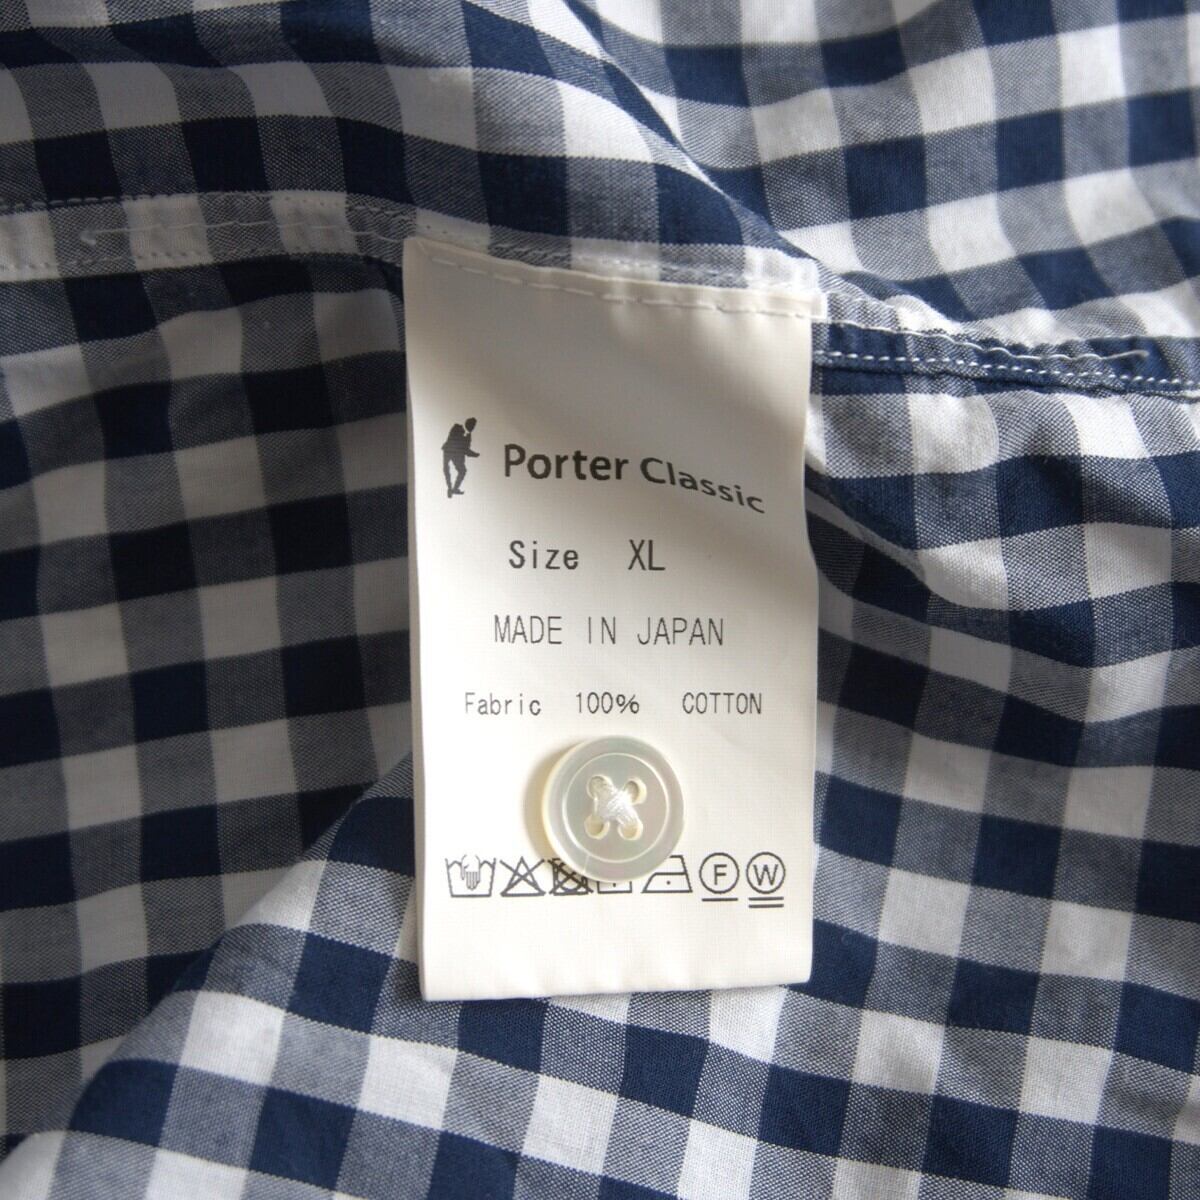 Porter Classic
Size XL
MADE IN JAPAN
Fabric 100% COTTON
F W